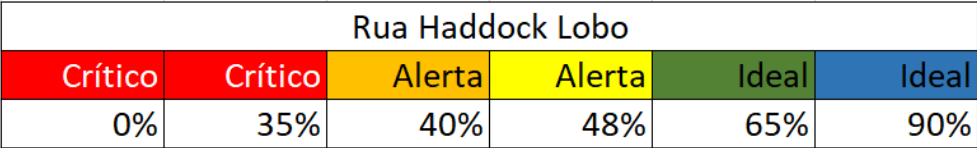 Rua Haddock Lobo
Crítico Crítico Alerta Alerta Ideal Ideal
0% 35% 40% 48% 65% 90%